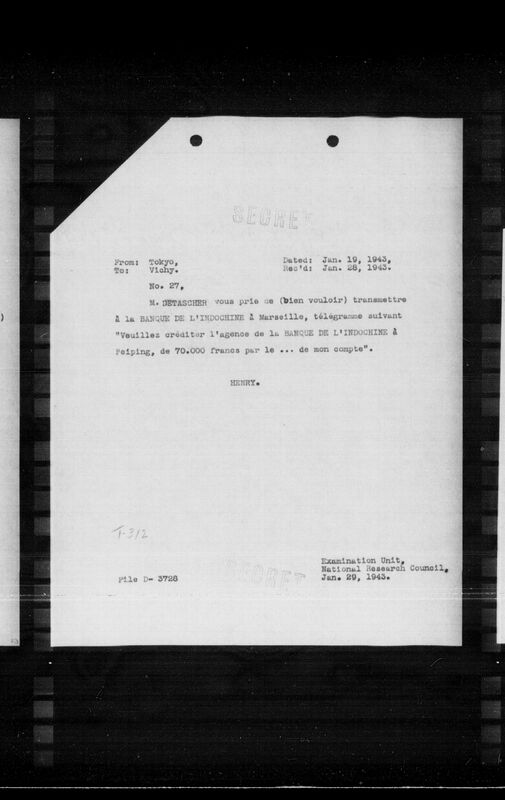 SECRET
From: Tokyo, Dated: Jan. 19, 1943,
To: Vichy. Rec'd: Jan. 28, 1943.
No. 27,
M. DETASCHER vous prie de (bien vouloir) transmettre
à la BANQUE DE L'INDOCHINE à Marseille, télégramme suivant
"Veuillez créditer l'agence de la BANQUE DE L'INDOCHINE à
Peiping, de 70.000 francs par le ... de mon compte".
HENRY.
T-312
SECRET
Examination Unit,
National Research Council,
File D- 3728 Jan. 29, 1943.